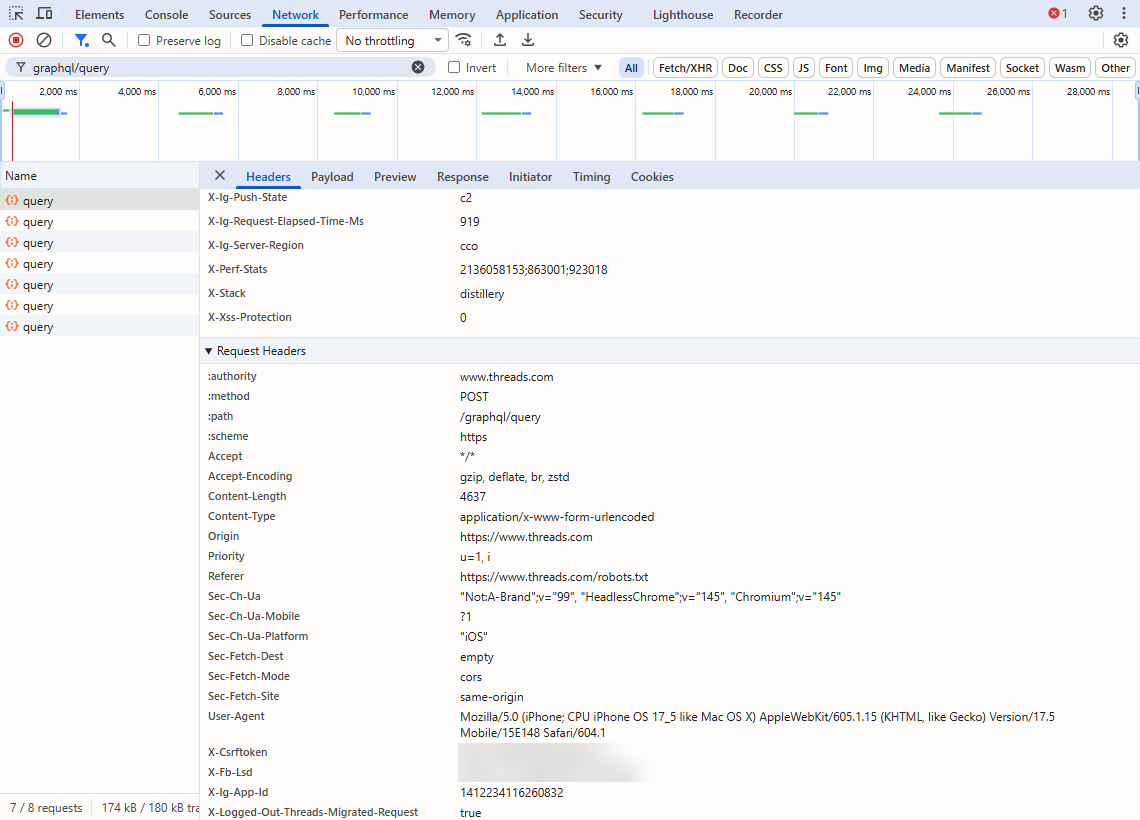 Elements Console Sources Network Performance Memory Application Security Lighthouse Recorder 1
Preserve log Disable cache No throttling
graphql/query Invert More filters All Fetch/XHR Doc CSS JS Font Img Media Manifest Socket Wasm Other
2,000 ms 4,000 ms 6,000 ms 8,000 ms 10,000 ms 12,000 ms 14,000 ms 16,000 ms 18,000 ms 20,000 ms 22,000 ms 24,000 ms 26,000 ms 28,000 ms
Name
query
query
query
query
query
query
query
7 / 8 requests 174 kB / 180 kB tra
Headers Payload Preview Response Initiator Timing Cookies
X-Ig-Push-State c2
X-Ig-Request-Elapsed-Time-Ms 919
X-Ig-Server-Region cco
X-Perf-Stats 2136058153;863001;923018
X-Stack distillery
X-Xss-Protection 0
Request Headers
:authority www.threads.com
:method POST
:path /graphql/query
:scheme https
Accept */*
Accept-Encoding gzip, deflate, br, zstd
Content-Length 4637
Content-Type application/x-www-form-urlencoded
Origin https://www.threads.com
Priority u=1, i
Referer https://www.threads.com/robots.txt
Sec-Ch-Ua "Not:A-Brand";v="99", "HeadlessChrome";v="145", "Chromium";v="145"
Sec-Ch-Ua-Mobile ?1
Sec-Ch-Ua-Platform "iOS"
Sec-Fetch-Dest empty
Sec-Fetch-Mode cors
Sec-Fetch-Site same-origin
User-Agent Mozilla/5.0 (iPhone; CPU iPhone OS 17_5 like Mac OS X) AppleWebKit/605.1.15 (KHTML, like Gecko) Version/17.5
Mobile/15E148 Safari/604.1
X-Csrftoken
X-Fb-Lsd
X-Ig-App-Id 1412234116260832
X-Logged-Out-Threads-Migrated-Request true